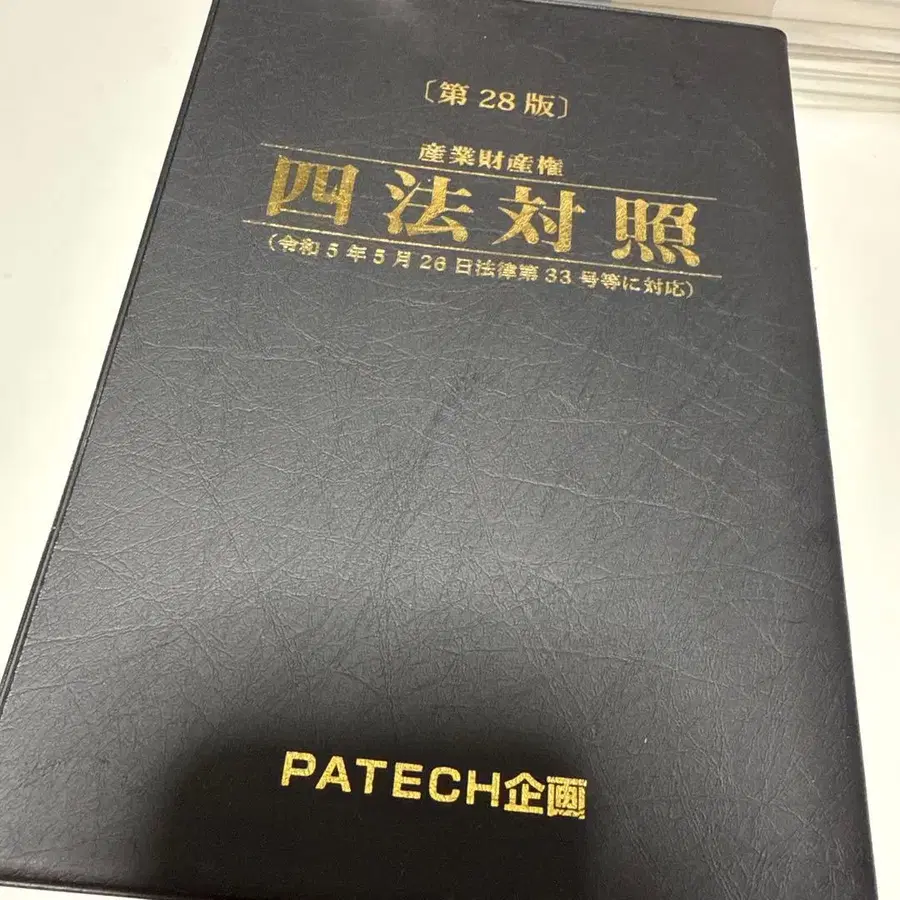 〔第28版〕
産業財産権
四法対照
（令和5年5月26日法律第33号等に対応）
PATECH企画